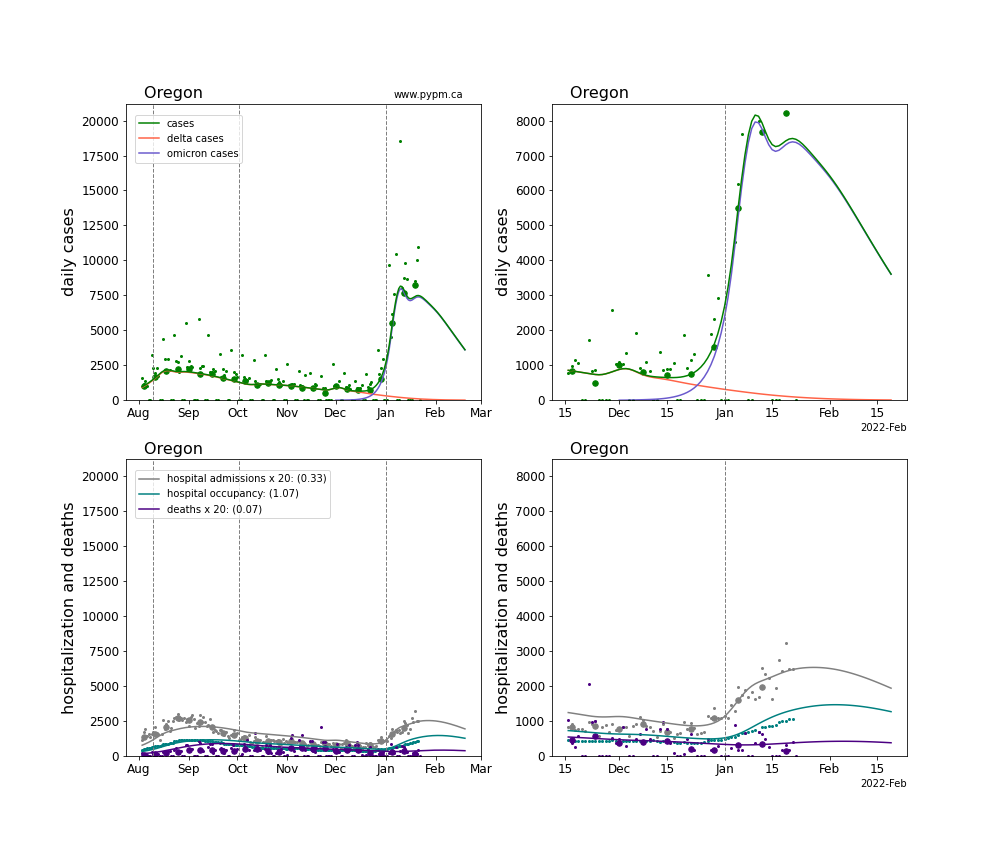 Oregon
www.pypm.ca
20000
17500
15000
12500
10000
7500
5000
2500
0
daily cases
cases
delta cases
omicron cases
Aug Sep Oct Nov Dec Jan Feb Mar
Oregon
8000
7000
6000
5000
4000
3000
2000
1000
0
daily cases
15 Dec 15 Jan 15 Feb 15
2022-Feb
Oregon
20000
17500
15000
12500
10000
7500
5000
2500
0
hospitalization and deaths
hospital admissions x 20: (0.33)
hospital occupancy: (1.07)
deaths x 20: (0.07)
Aug Sep Oct Nov Dec Jan Feb Mar
Oregon
8000
7000
6000
5000
4000
3000
2000
1000
0
hospitalization and deaths
15 Dec 15 Jan 15 Feb 15
2022-Feb